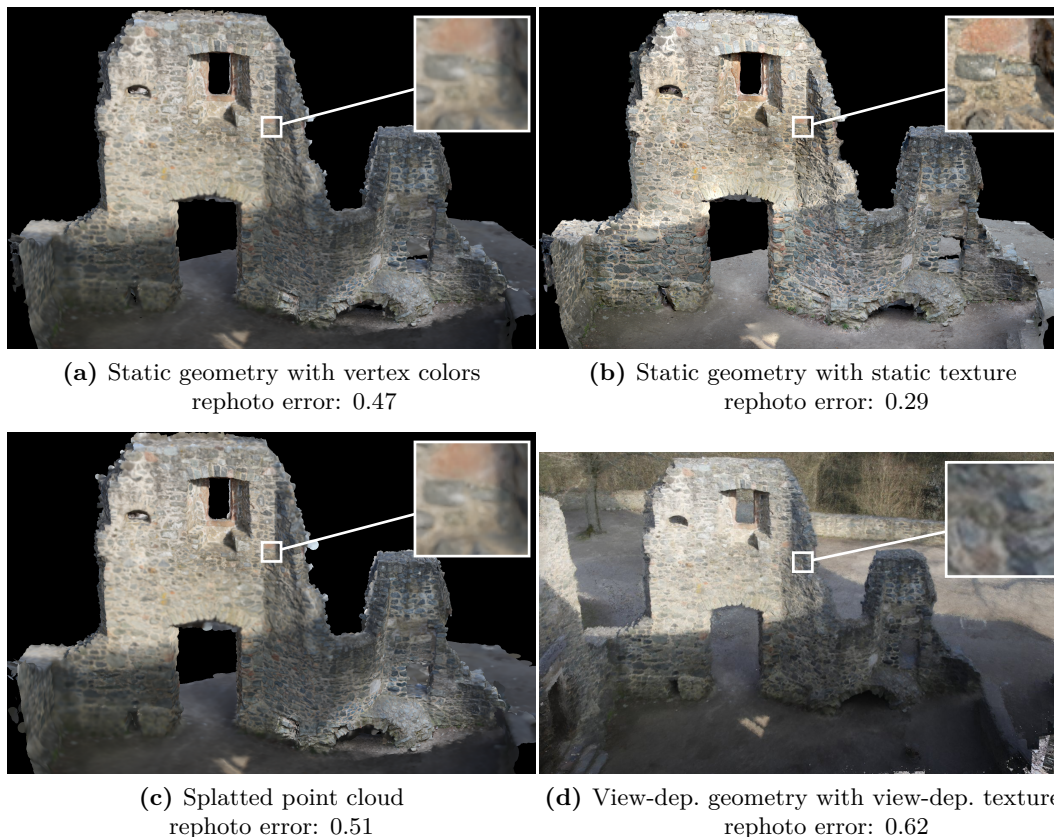 (a) Static geometry with vertex colors
rephoto error: 0.47
(b) Static geometry with static texture
rephoto error: 0.29
(c) Splatted point cloud
rephoto error: 0.51
(d) View-dep. geometry with view-dep. texture
rephoto error: 0.62